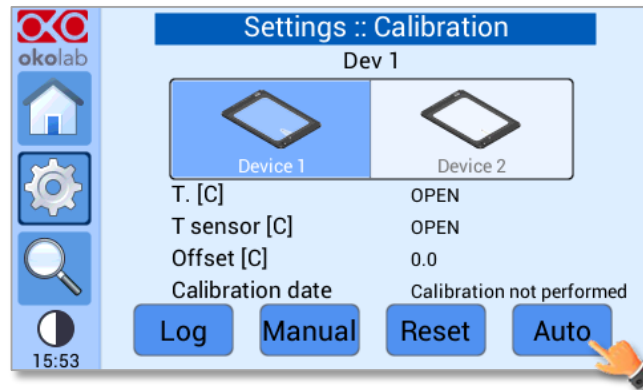 Settings :: Calibration
okolab
Dev 1
Device 1
Device 2
T. [C] OPEN
T sensor [C] OPEN
Offset [C] 0.0
Calibration date Calibration not performed
Log Manual Reset Auto
15:53